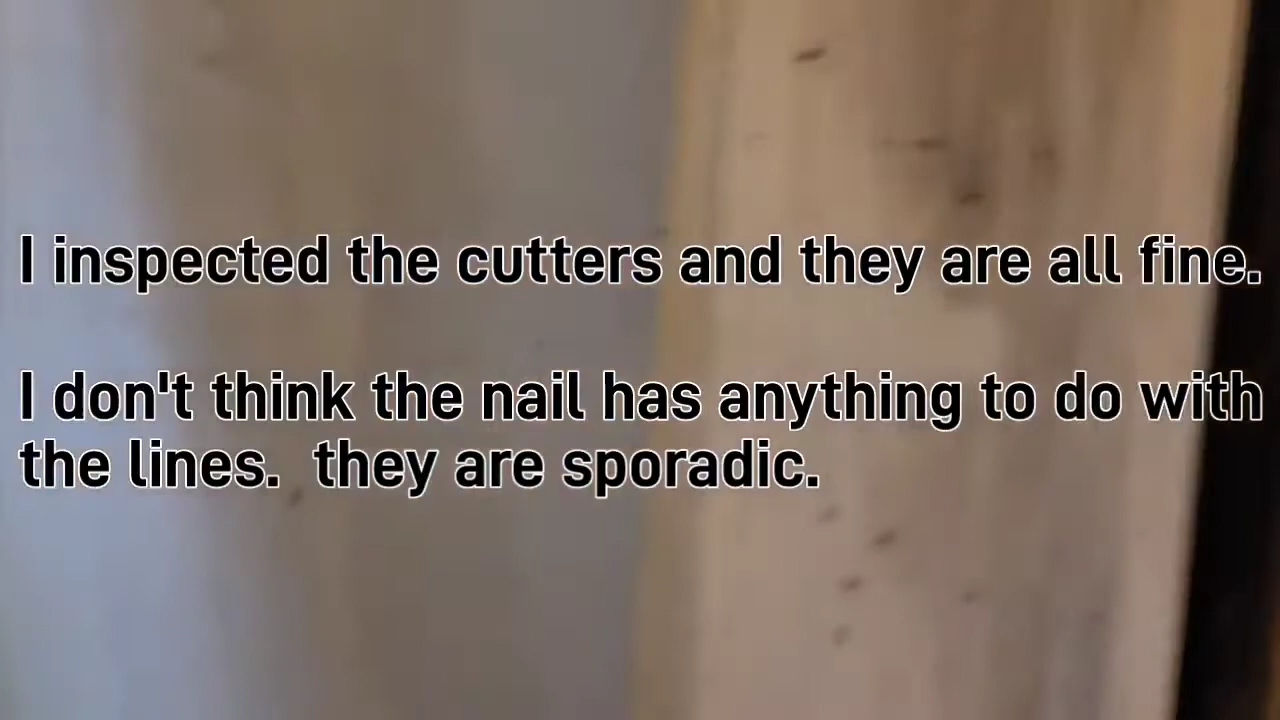 I inspected the cutters and they are all fine.
I don't think the nail has anything to do with
the lines.  they are sporadic.